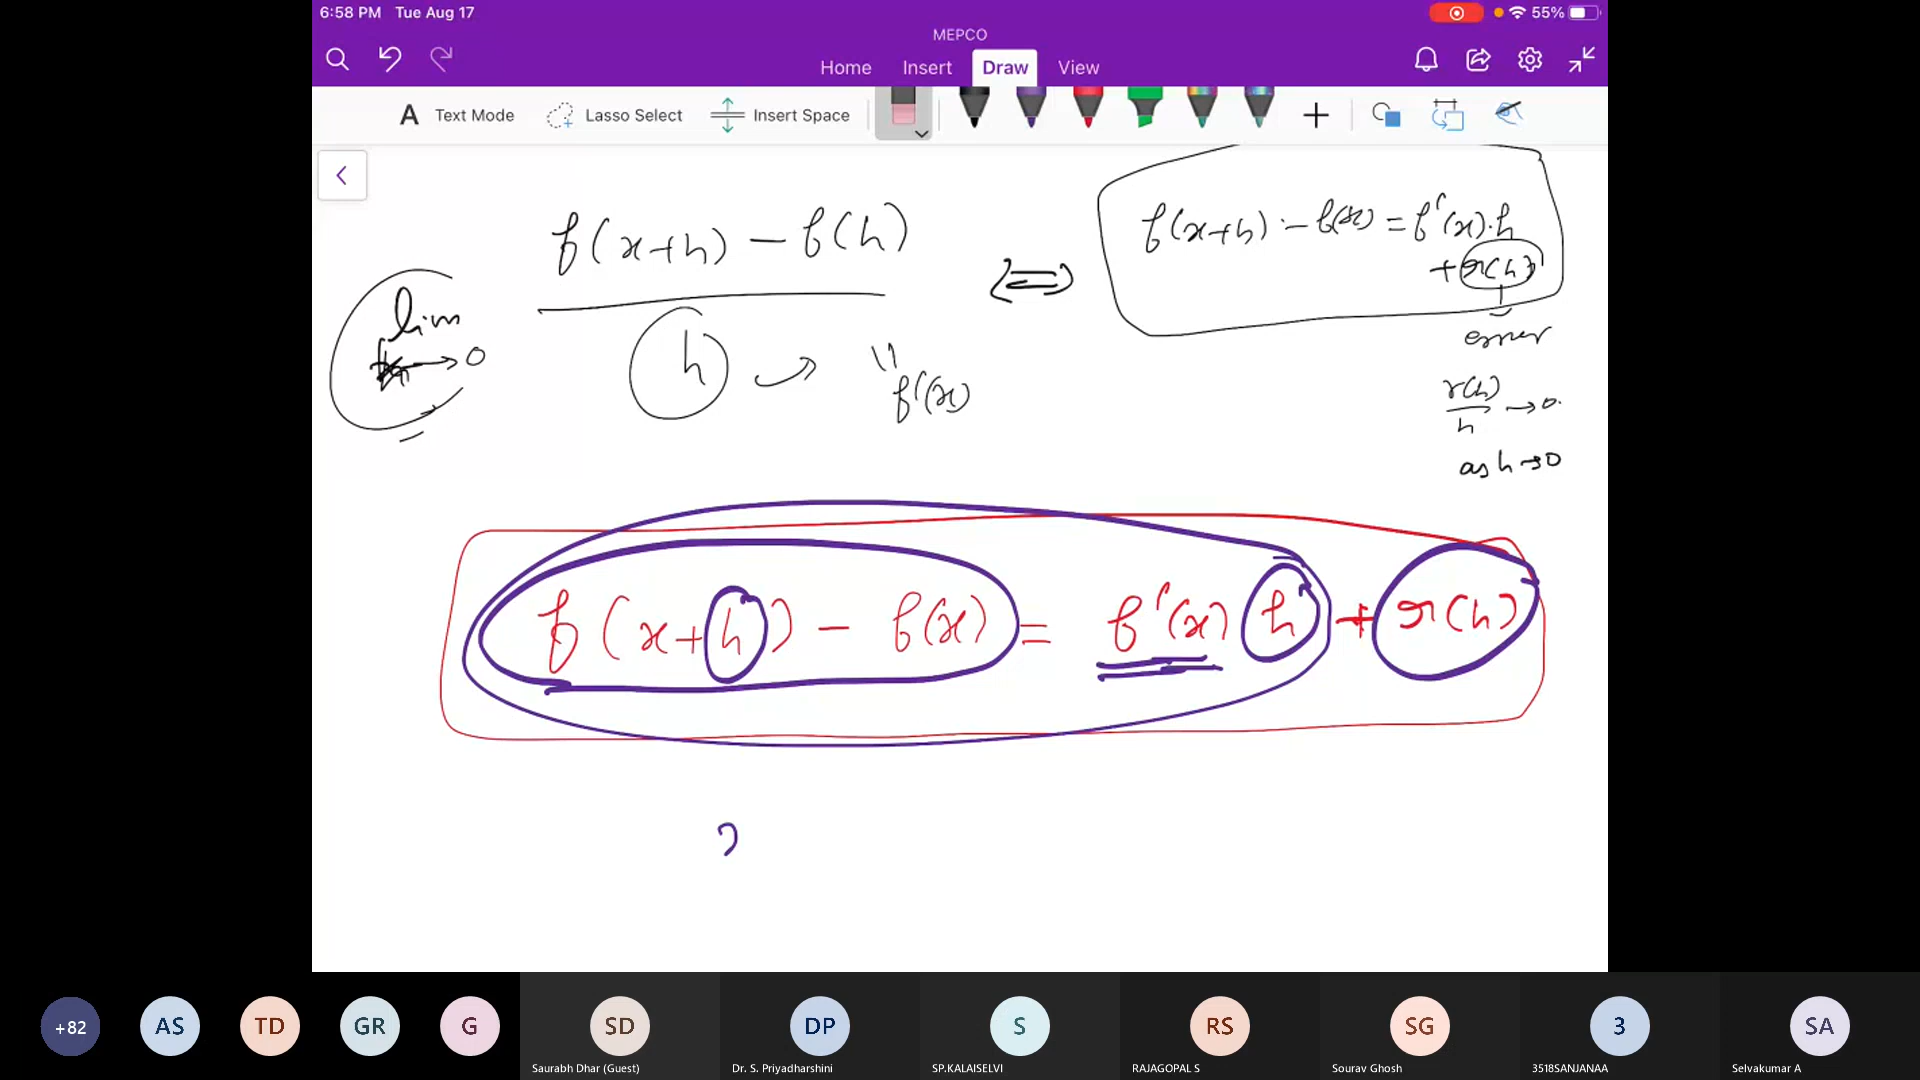 6:58 PM Tue Aug 17
55%
MEPCO
Home Insert Draw View
A Text Mode Lasso Select Insert Space
f(x+h) - f(h)
lim
h→0
h
"
f'(x)
⟺
f(x+h) - f(x) = f'(x).h
+ r(h)
error
r(h)
h
→0.
as h→0
f(x+h) - f(x) = f'(x) h + r(h)
+82 AS TD GR G SD DP S RS SG 3 SA
Saurabh Dhar (Guest) Dr. S. Priyadharshini SP.KALAISELVI RAJAGOPAL S Sourav Ghosh 3518SANJANAA Selvakumar A